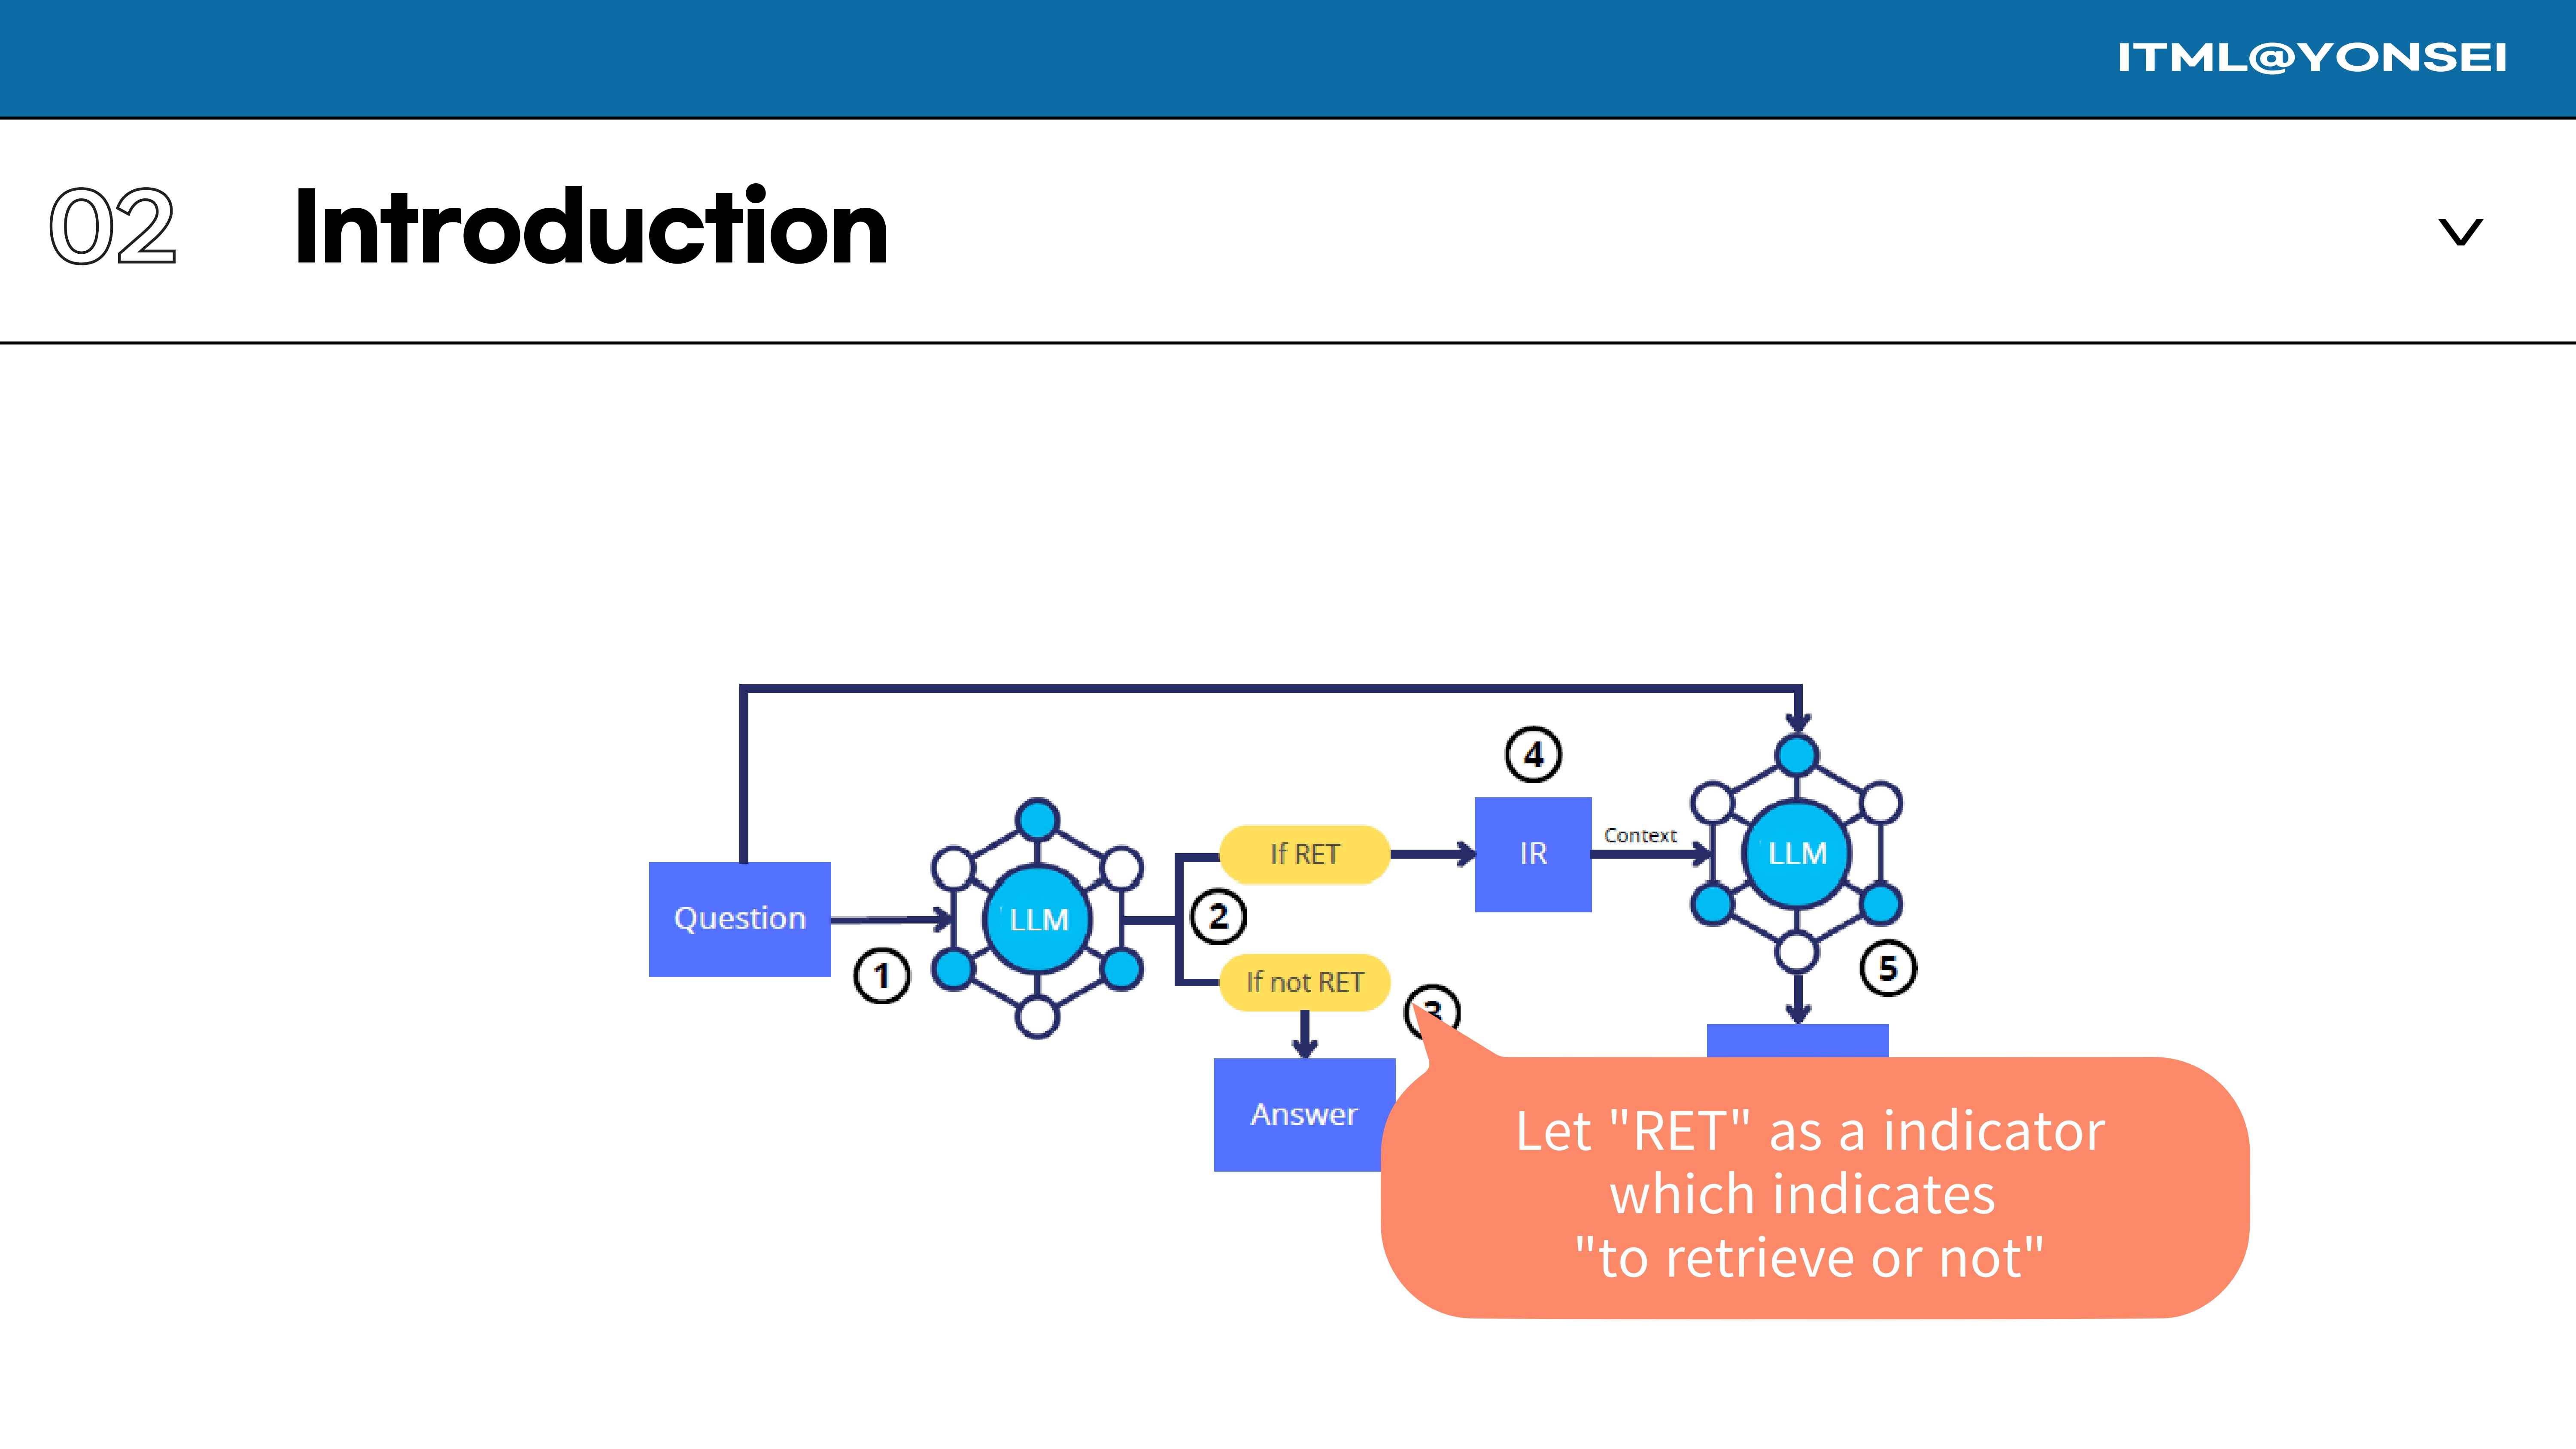 ITML@YONSEI
02 Introduction
4
If RET
IR
Context
LLM
Question
LLM
2
1
If not RET
3
5
Answer
Let "RET" as a indicator
which indicates
"to retrieve or not"